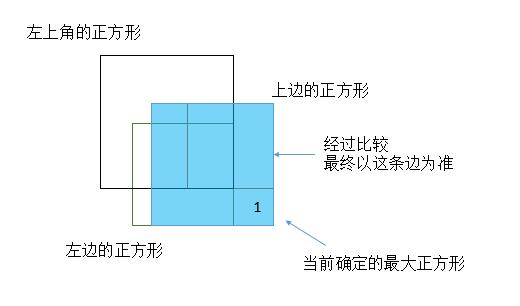 左上角的正方形
上边的正方形
经过比较
最终以这条边为准
1
左边的正方形
当前确定的最大正方形